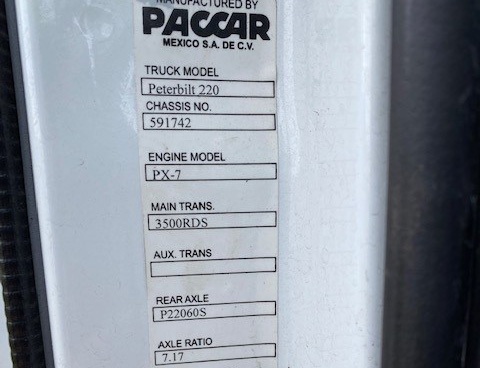 MANUFACTURED BY
PACCAR
MEXICO S.A. DE C.V.
TRUCK MODEL
Peterbilt 220
CHASSIS NO.
591742
ENGINE MODEL
PX-7
MAIN TRANS.
3500RDS
AUX. TRANS
REAR AXLE
P22060S
AXLE RATIO
7.17